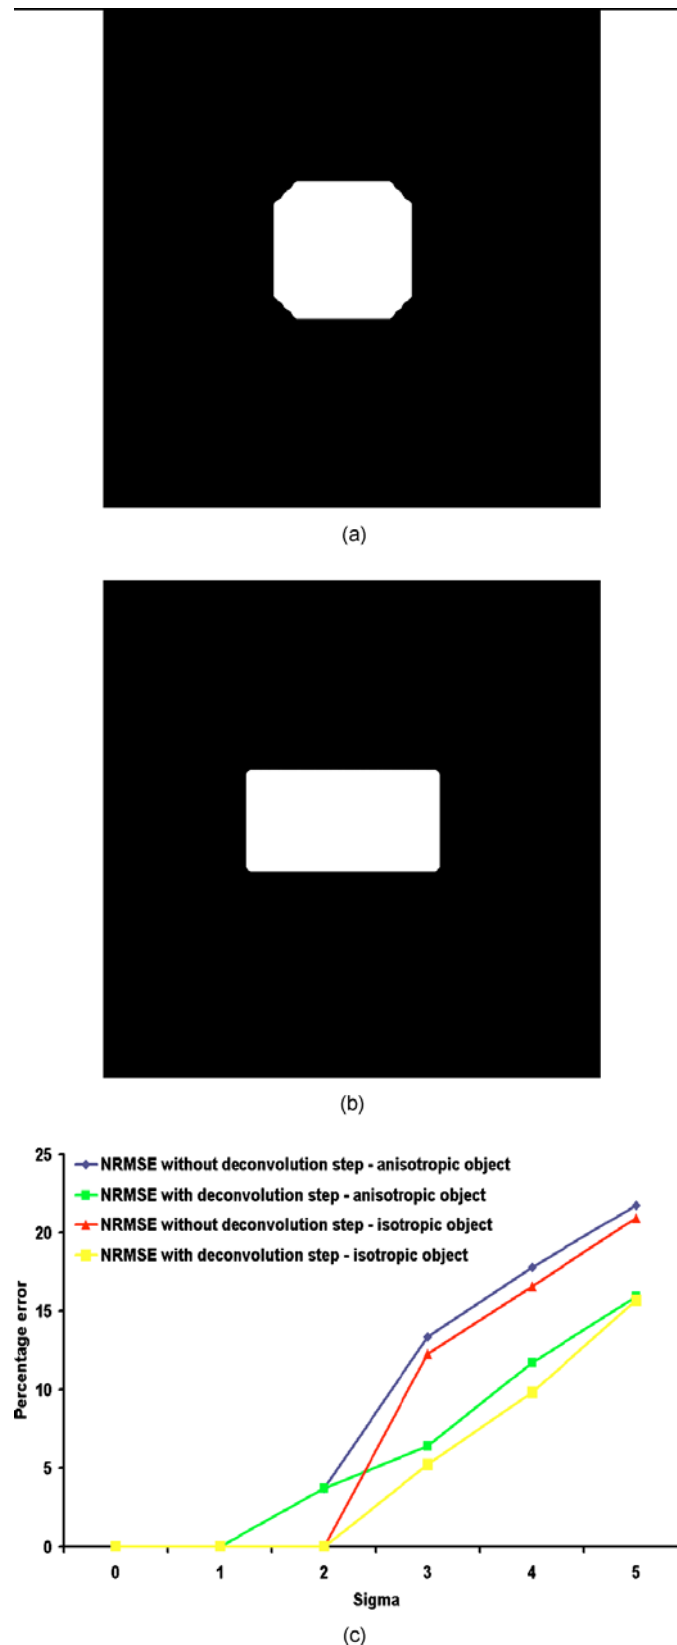 (a)
(b)
25
20
15
10
5
0
Percentage error
NRMSE without deconvolution step - anisotropic object
NRMSE with deconvolution step - anisotropic object
NRMSE without deconvolution step - isotropic object
NRMSE with deconvolution step - isotropic object
0 1 2 3 4 5
Sigma
(c)